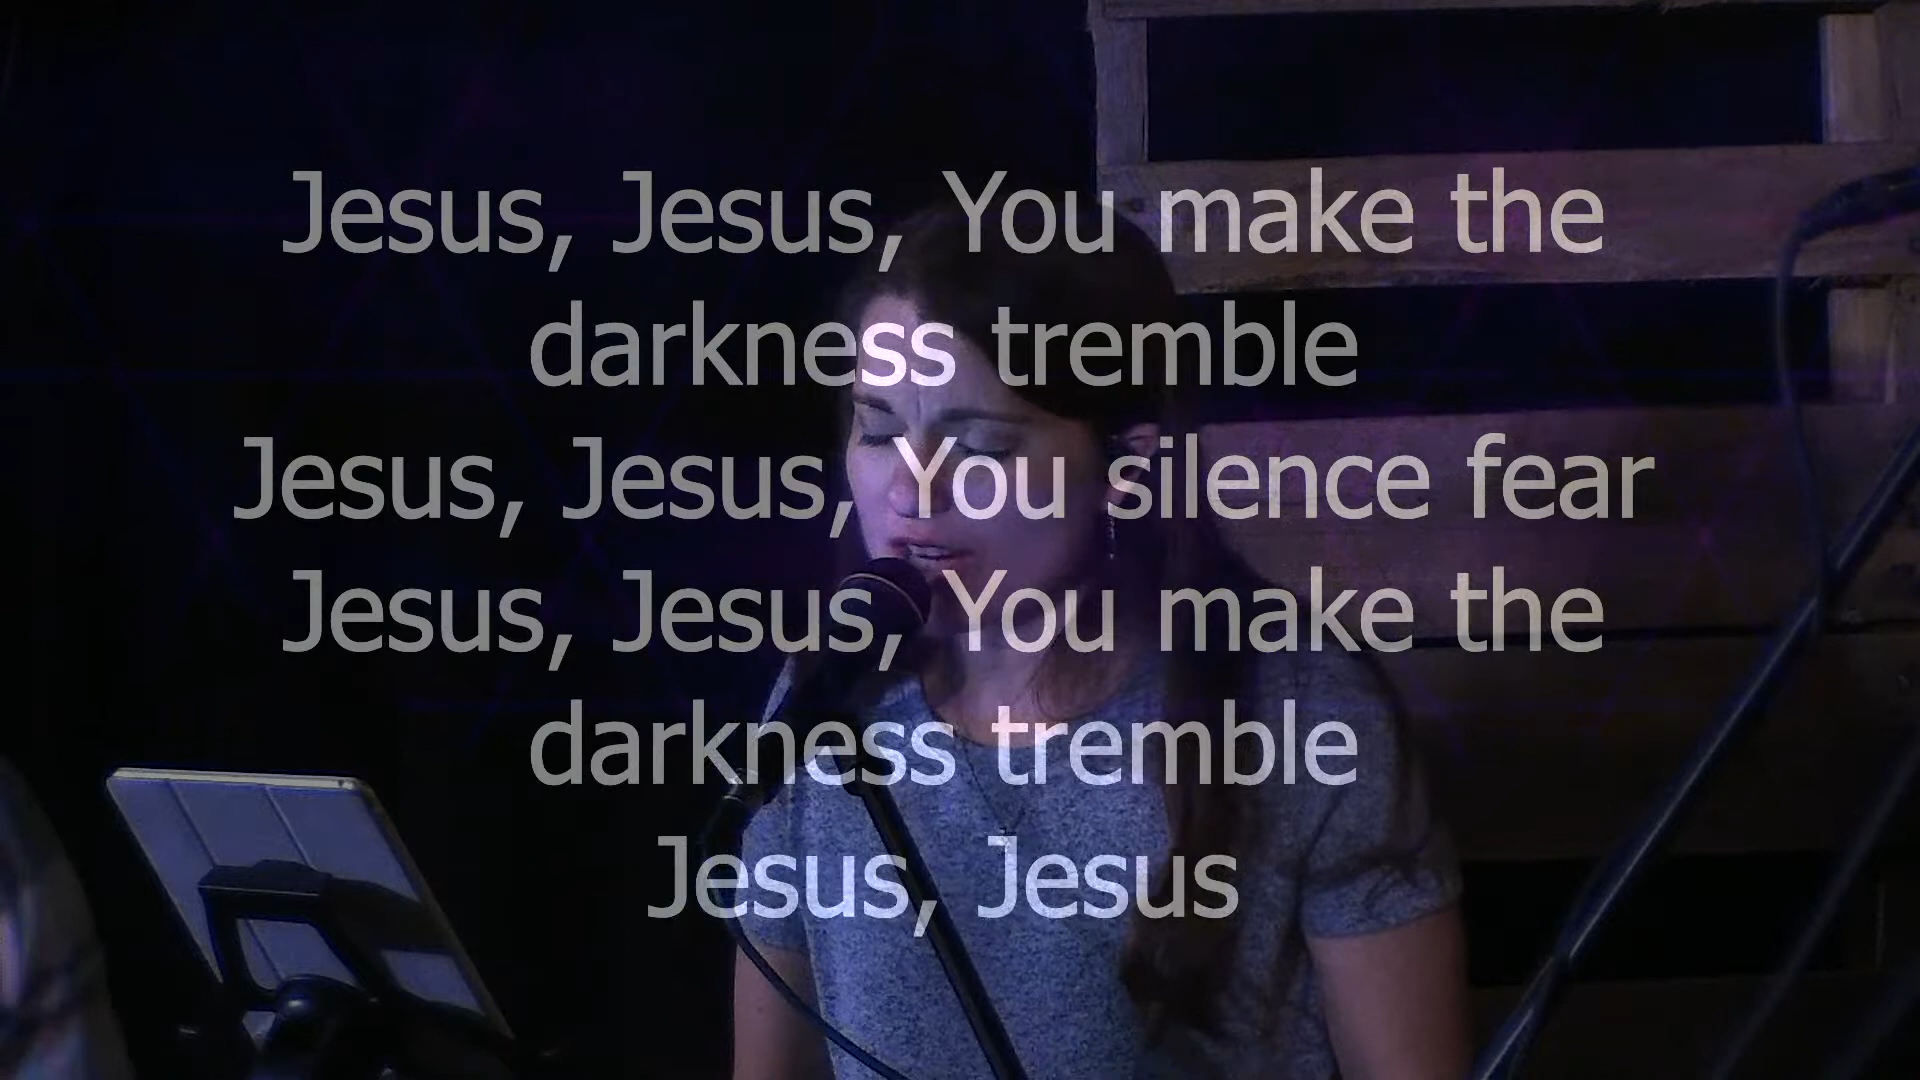 Jesus, Jesus, You make the
darkness tremble
Jesus, Jesus, You silence fear
Jesus, Jesus, You make the
darkness tremble
Jesus, Jesus